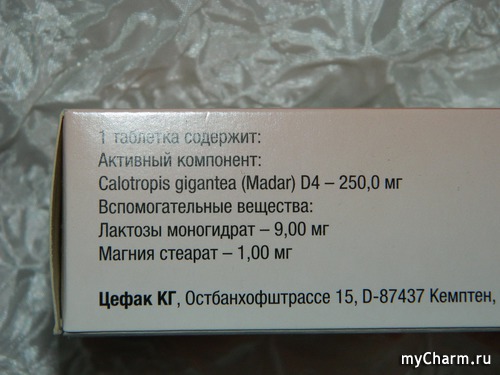 1 таблетка содержит:
Активный компонент:
Calotropis gigantea (Madar) D4 – 250,0 мг
Вспомогательные вещества:
Лактозы моногидрат – 9,00 мг
Магния стеарат – 1,00 мг
Цефак КГ, Остбанхофштрассе 15, D-87437 Кемптен,
myCharm.ru